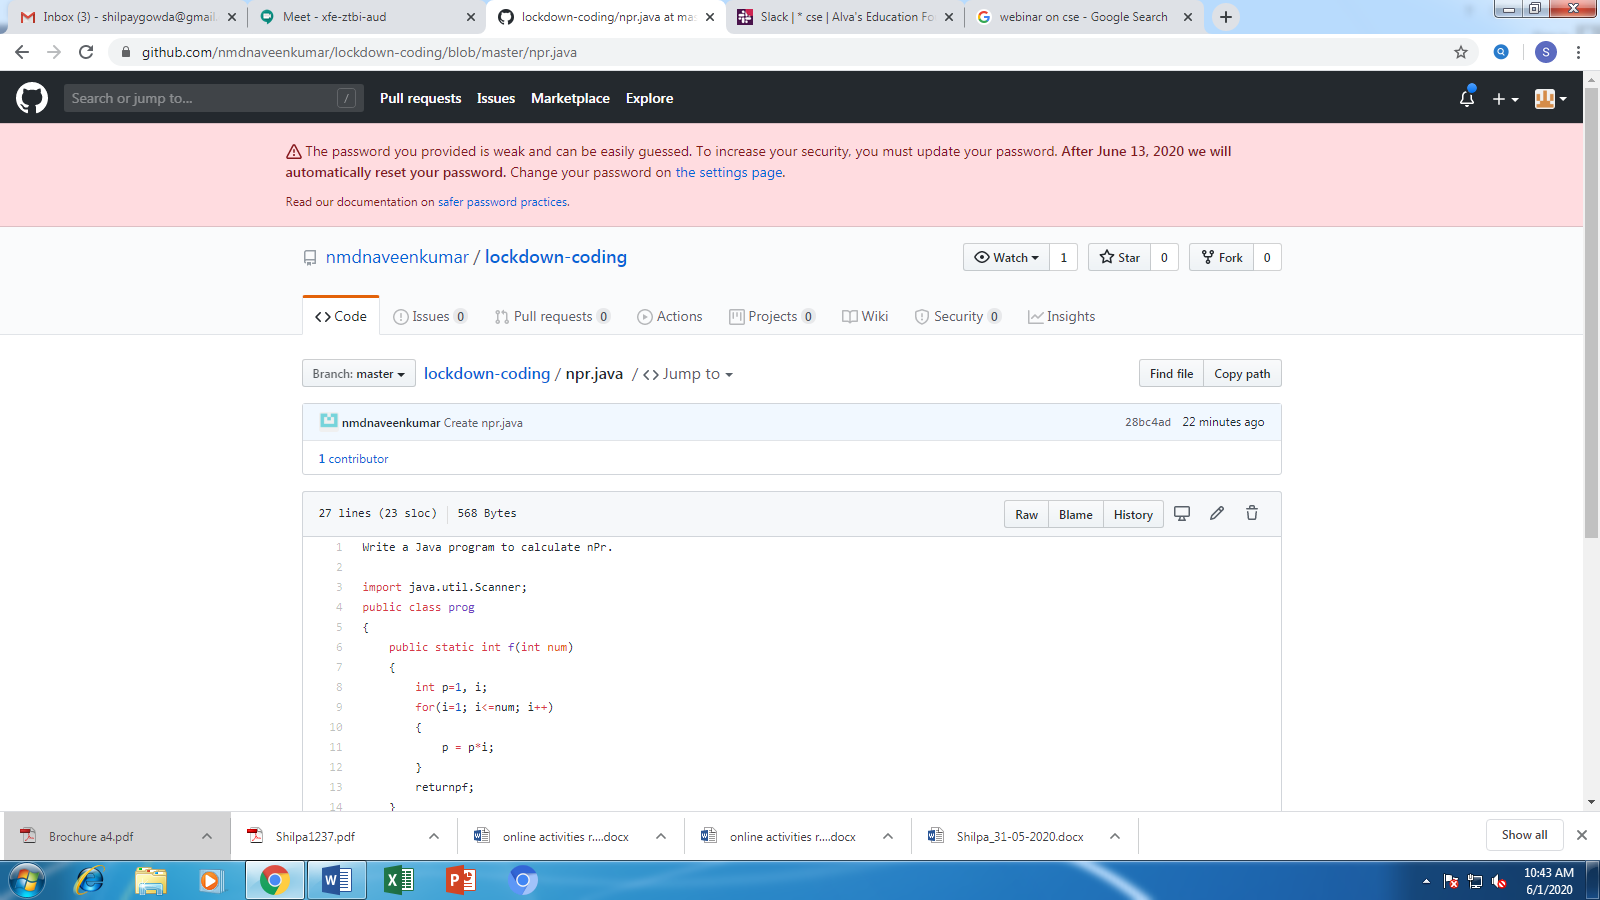 Inbox (3) - shilpaygowda@gmail.
Meet - xfe-ztbi-aud
lockdown-coding/npr.java at mas
Slack | * cse | Alva's Education Fo
webinar on cse - Google Search
github.com/nmdnaveenkumar/lockdown-coding/blob/master/npr.java
S
Search or jump to...
/
Pull requests
Issues
Marketplace
Explore
The password you provided is weak and can be easily guessed. To increase your security, you must update your password. After June 13, 2020 we will
automatically reset your password. Change your password on the settings page.
Read our documentation on safer password practices.
nmdnaveenkumar / lockdown-coding
Watch 1
Star 0
Fork 0
Code
Issues 0
Pull requests 0
Actions
Projects 0
Wiki
Security 0
Insights
Branch: master
lockdown-coding / npr.java / <> Jump to
Find file
Copy path
nmdnaveenkumar Create npr.java
28bc4ad 22 minutes ago
1 contributor
27 lines (23 sloc) 568 Bytes
Raw
Blame
History
1 Write a Java program to calculate nPr.
2
3 import java.util.Scanner;
4 public class prog
5 {
6 public static int f(int num)
7 {
8 int p=1, i;
9 for(i=1; i<=num; i++)
10 {
11 p = p*i;
12 }
13 returnpf;
14 }
Brochure a4.pdf
Shilpa1237.pdf
online activities r....docx
online activities r....docx
Shilpa_31-05-2020.docx
Show all
10:43 AM
6/1/2020